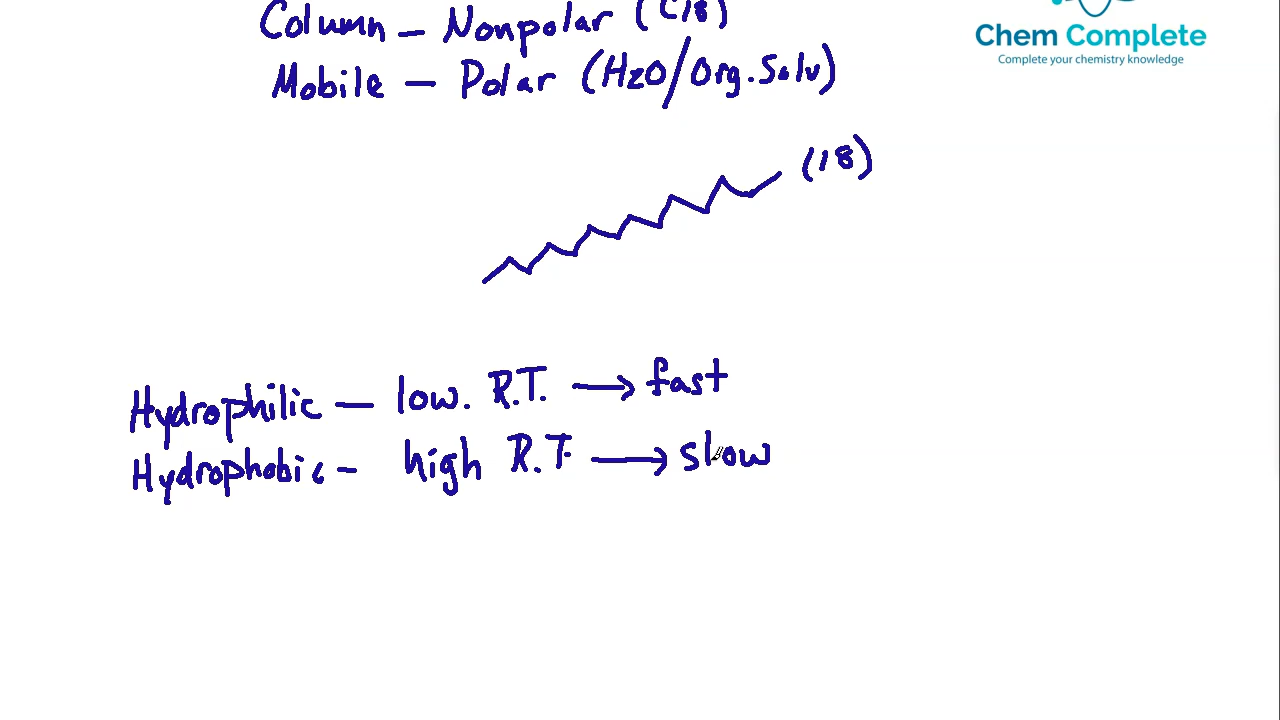 Column – Nonpolar (C18)
Mobile – Polar (H2O/Org. Solv)
Chem Complete
Complete your chemistry knowledge
(18)
Hydrophilic – low. R.T. → fast
Hydrophobic – high R.T. → slow